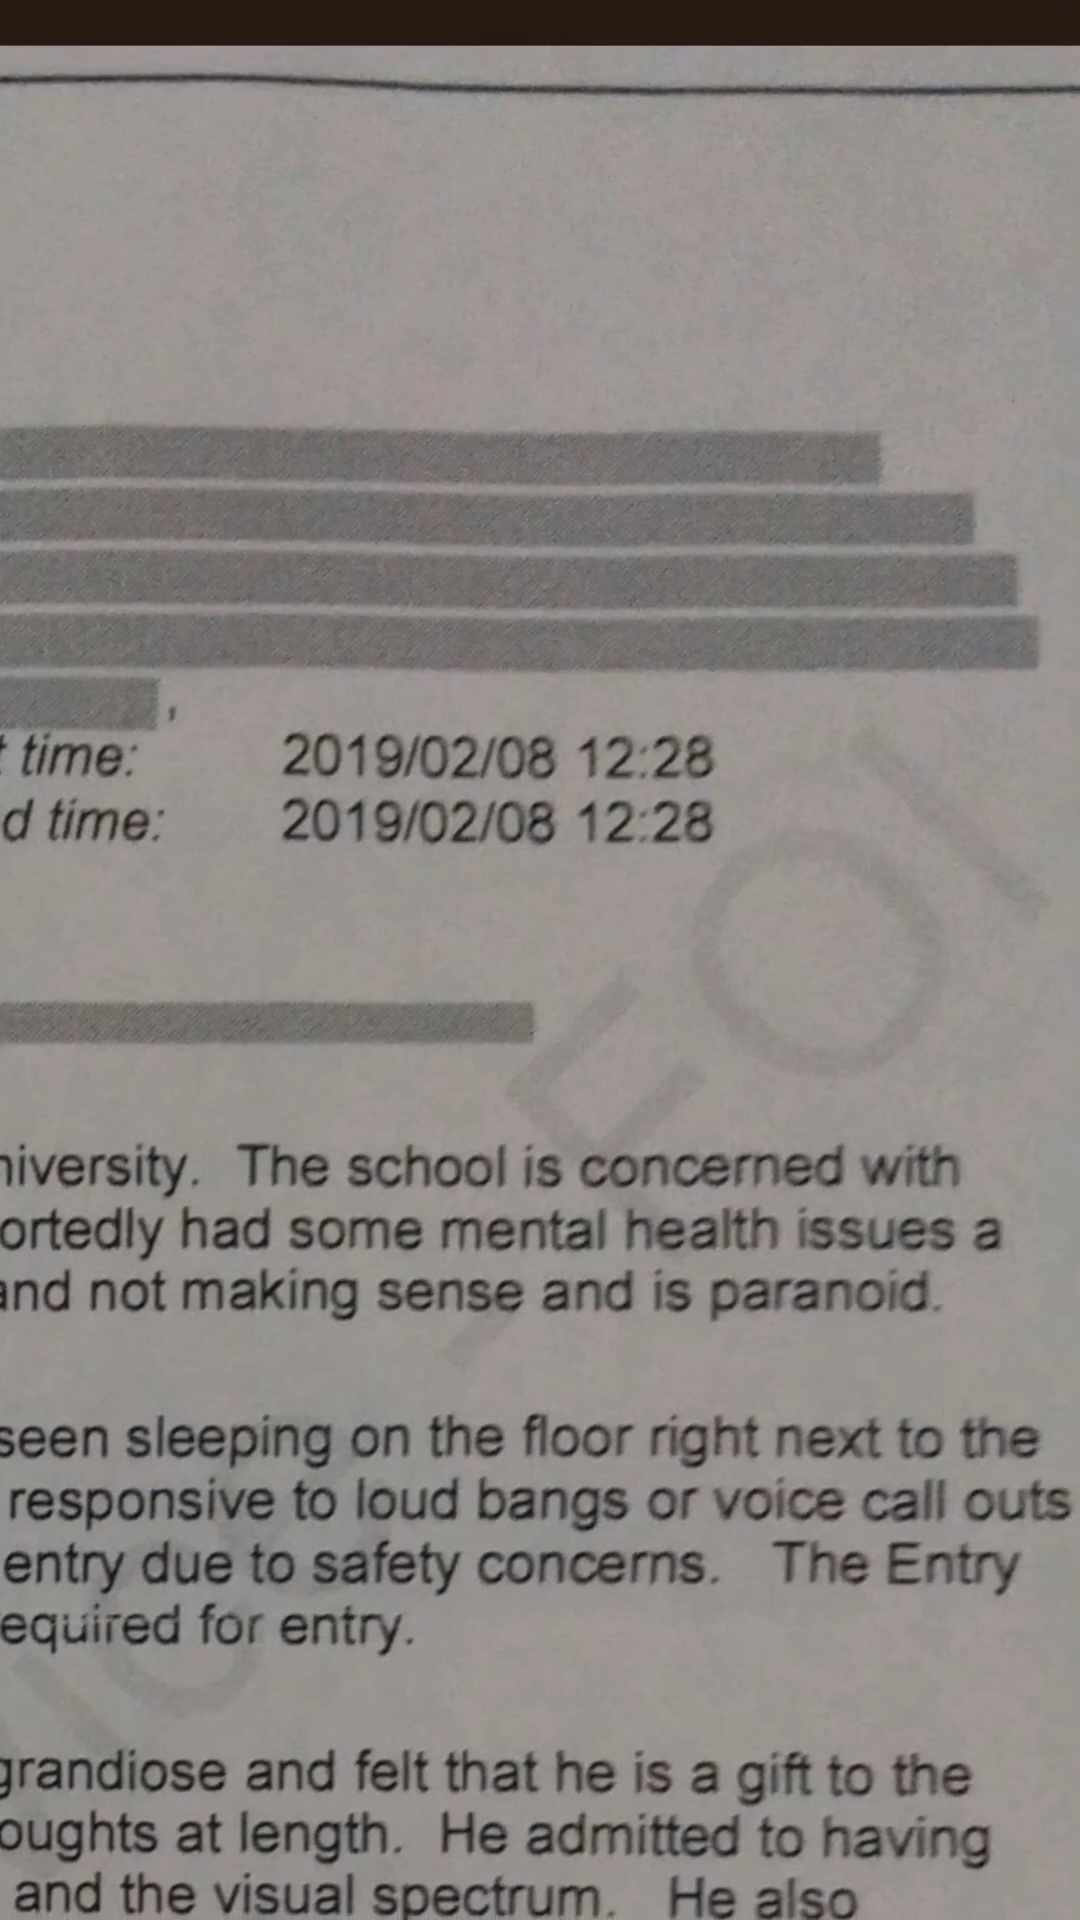 time:    2019/02/08 12:28
d time:    2019/02/08 12:28
niversity.  The school is concerned with
ortedly had some mental health issues a
and not making sense and is paranoid.
seen sleeping on the floor right next to the
responsive to loud bangs or voice call outs
entry due to safety concerns.   The Entry
equired for entry.
grandiose and felt that he is a gift to the
oughts at length.  He admitted to having
and the visual spectrum.   He also
FOI